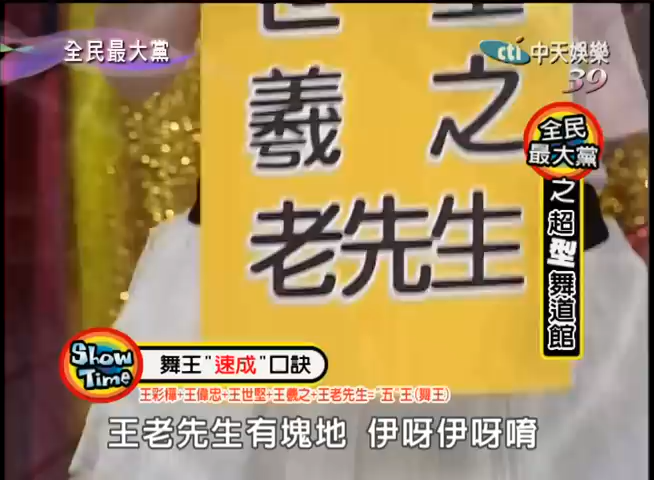 全民最大黨
cti 中天娛樂
39
羲 之
老先生
全民
最大黨
之超型舞道館
Show
Time
舞王"速成"口訣
王彩樺+王偉忠+王世堅+王羲之+王老先生="五"王(舞王)
王老先生有塊地 伊呀伊呀唷